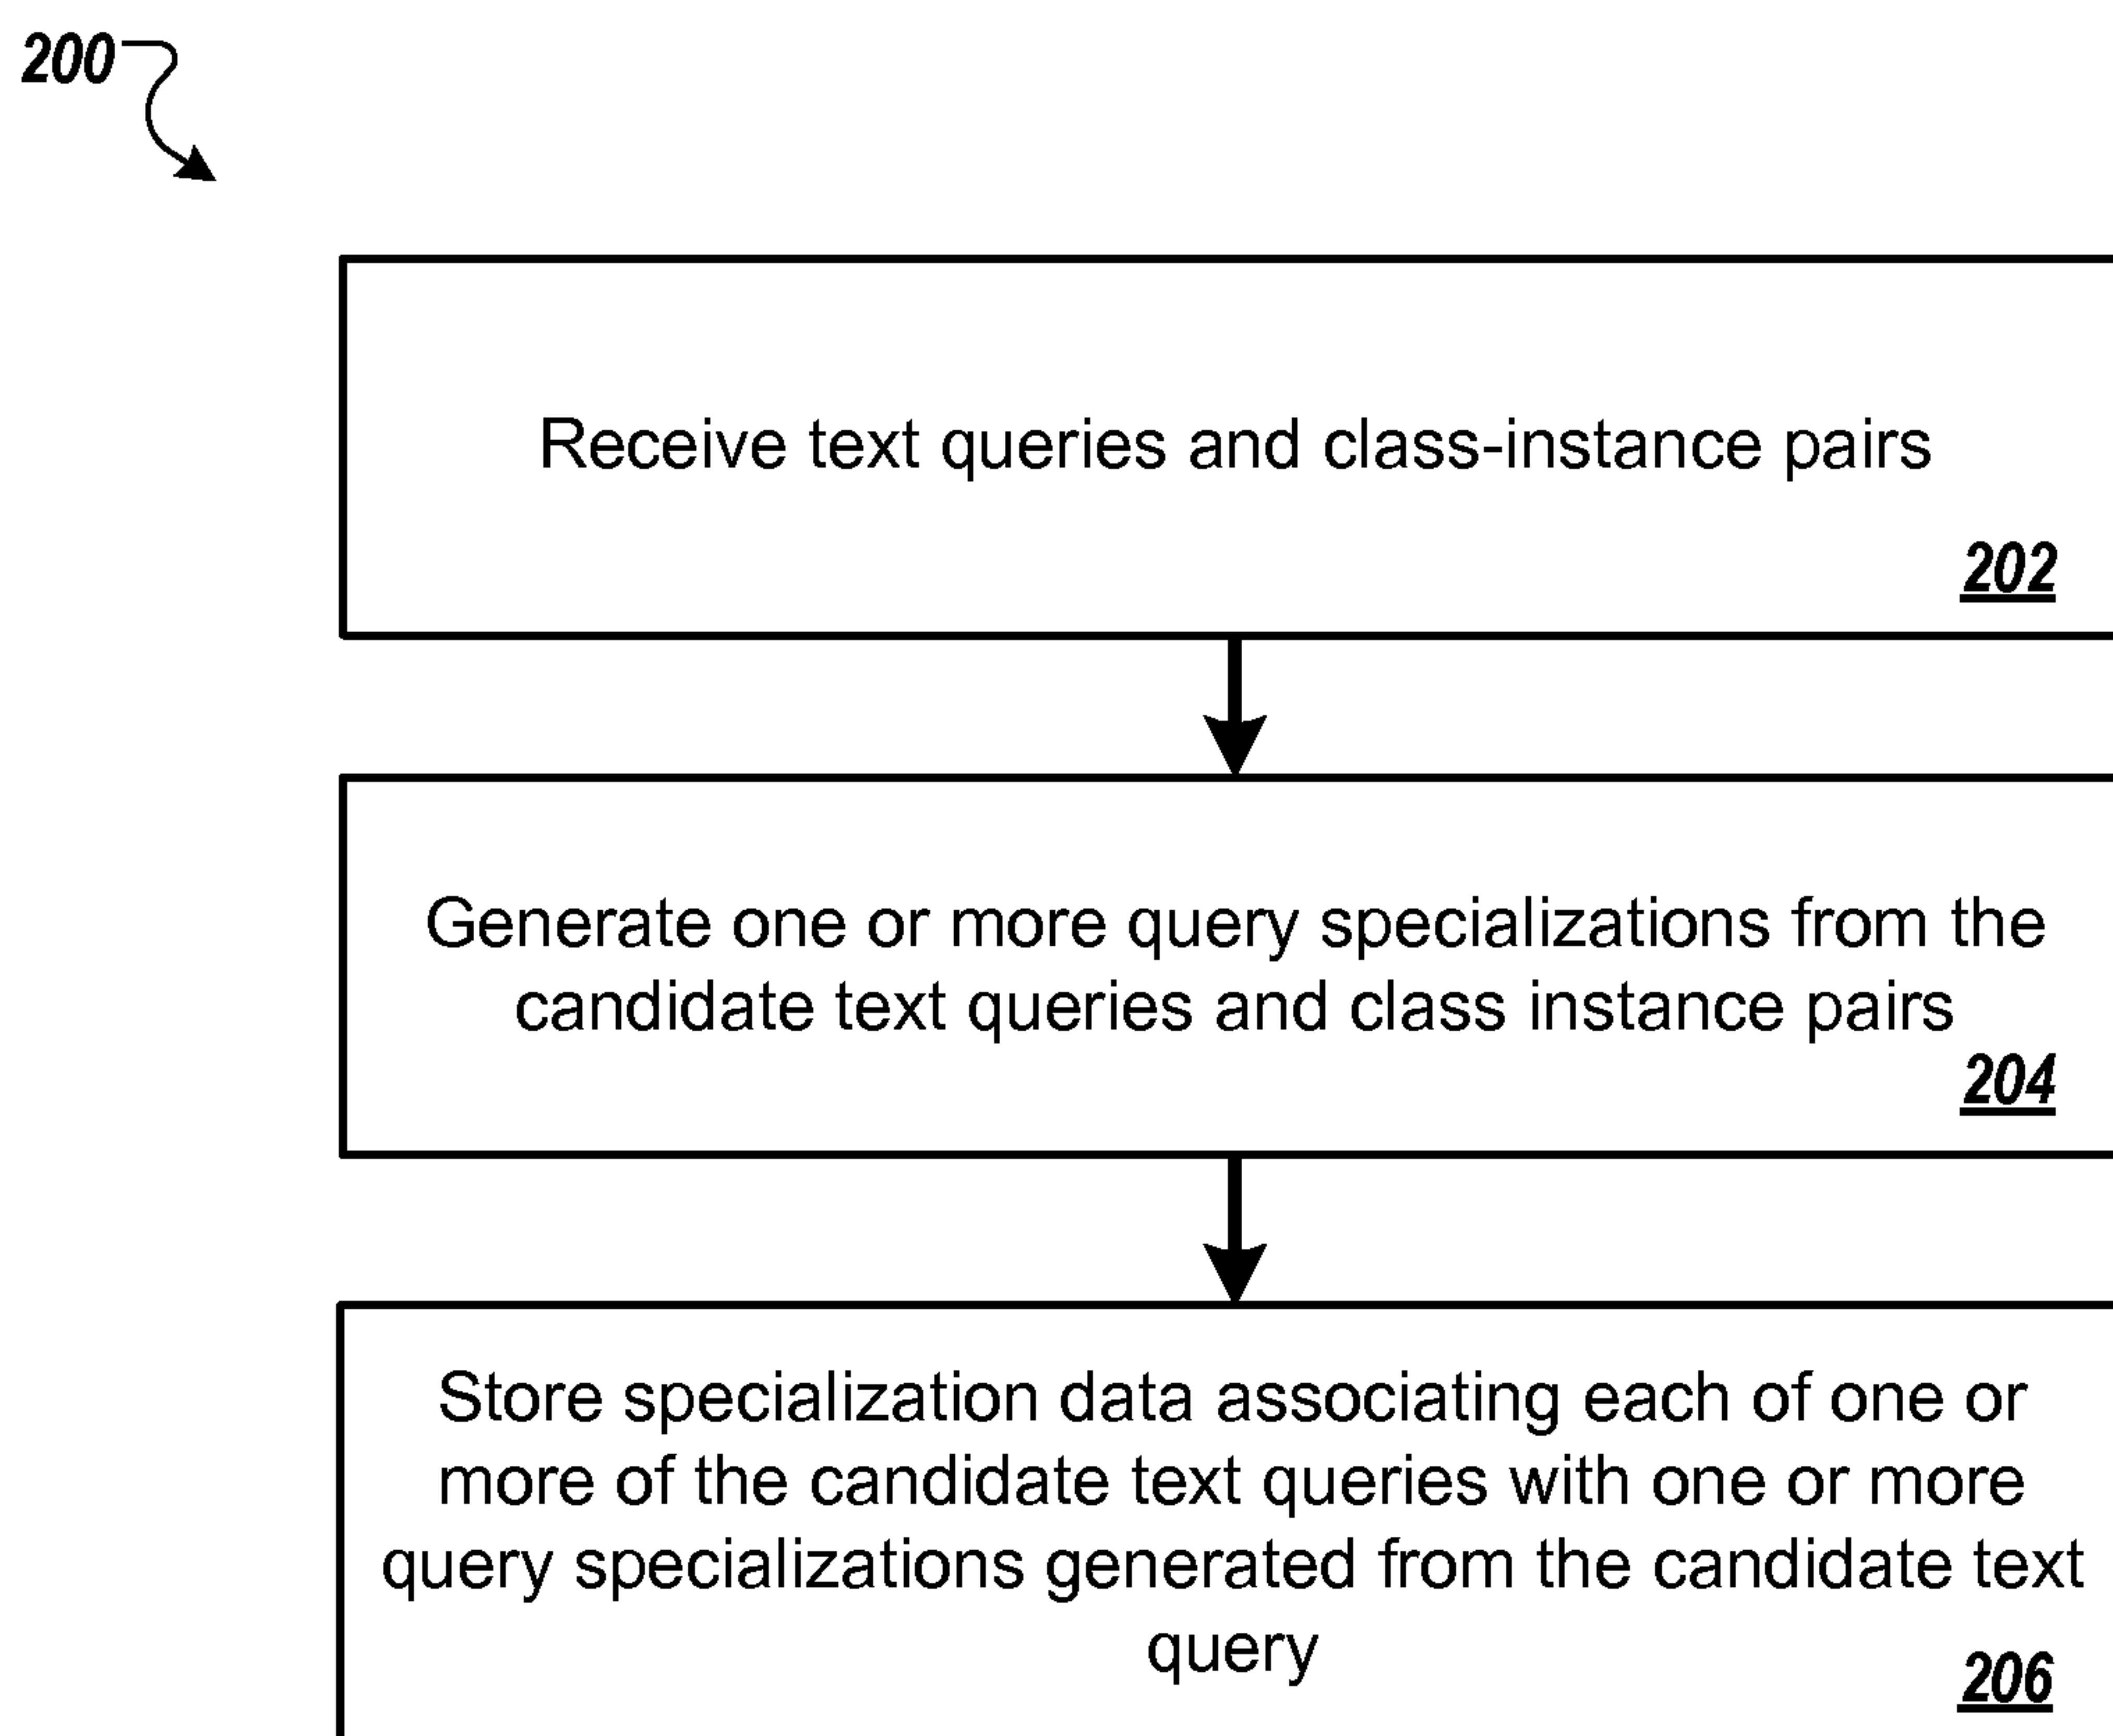 200
Receive text queries and class-instance pairs
202
Generate one or more query specializations from the
candidate text queries and class instance pairs
204
Store specialization data associating each of one or
more of the candidate text queries with one or more
query specializations generated from the candidate text
query
206